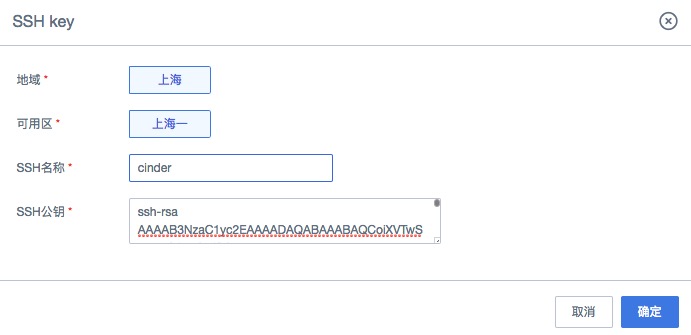 SSH key
地域 *
上海
可用区 *
上海一
SSH名称 *
cinder
SSH公钥 *
ssh-rsa
AAAAB3NzaC1yc2EAAAADAQABAAABAQCoiXVTwS
取消
确定